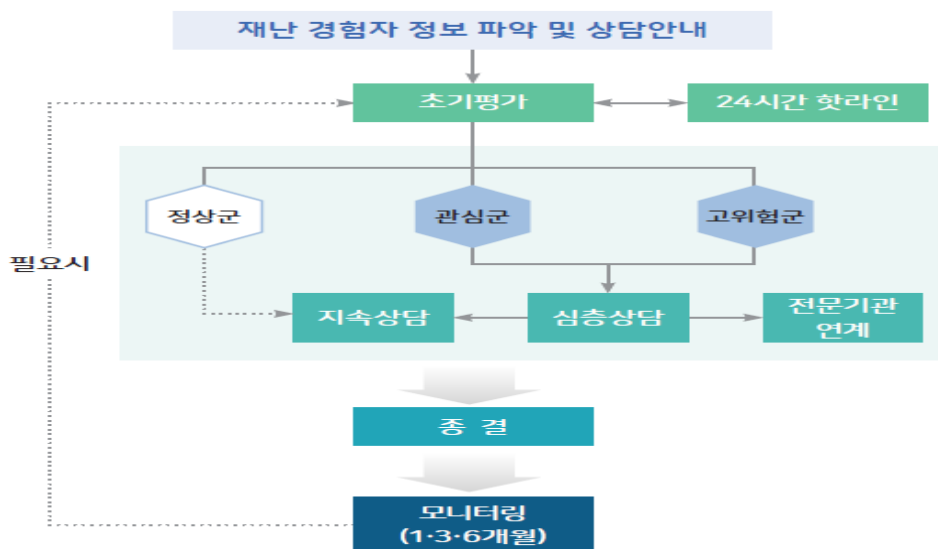 재난 경험자 정보 파악 및 상담안내
초기평가
24시간 핫라인
정상군
관심군
고위험군
필요시
지속상담
심층상담
전문기관
연계
종 결
모니터링
(1·3·6개월)